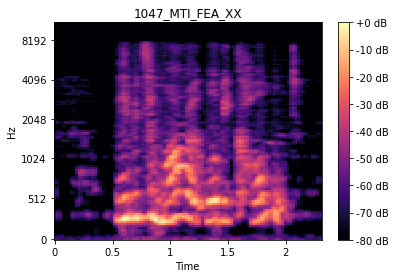 1047_MTI_FEA_XX
Hz
8192
4096
2048
1024
512
0
0
0.5
1.0
1.5
2
Time
+0 dB
-10 dB
-20 dB
-30 dB
-40 dB
-50 dB
-60 dB
-70 dB
-80 dB